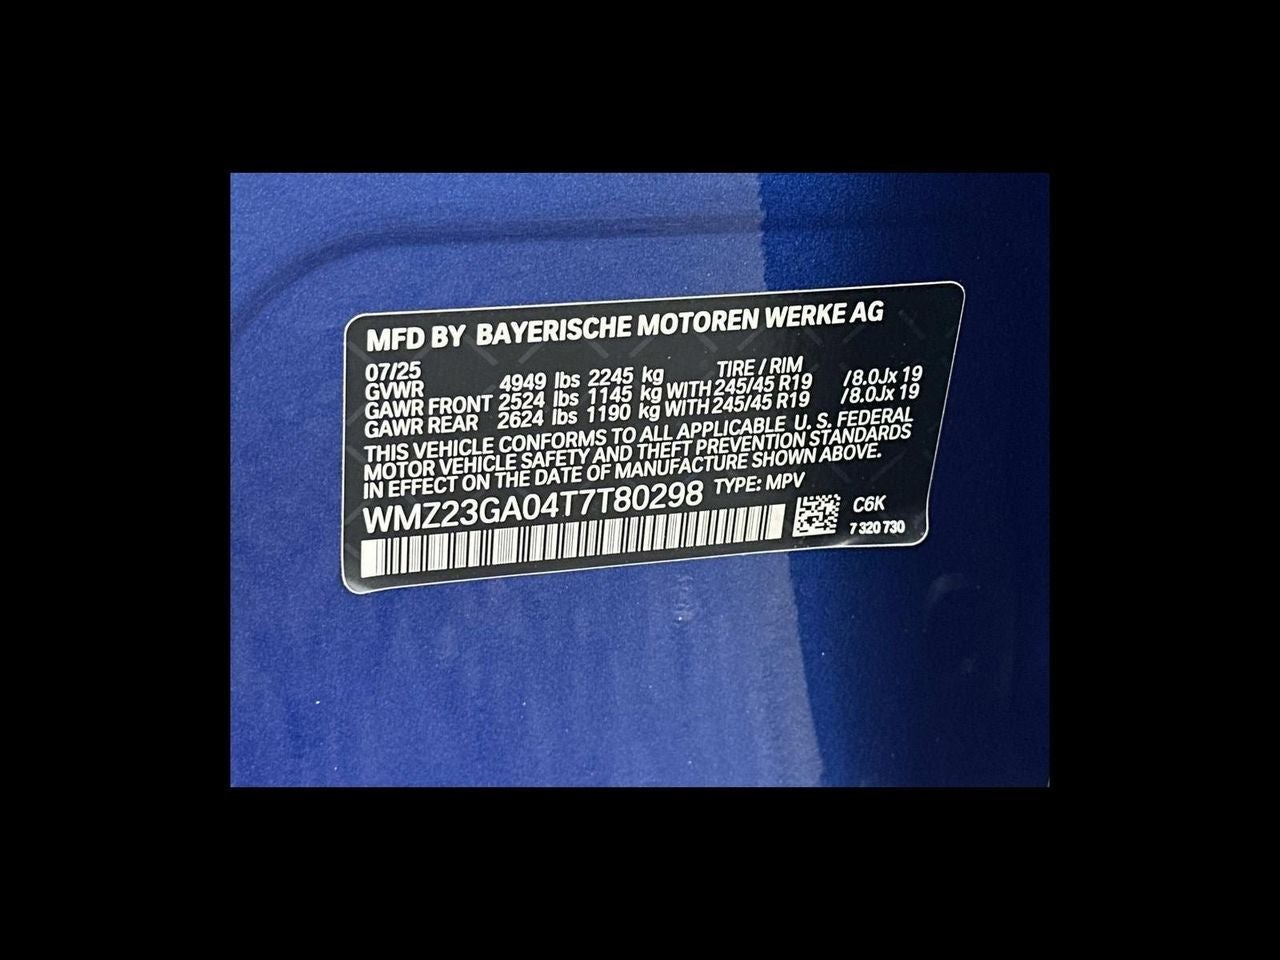 MFD BY BAYERISCHE MOTOREN WERKE AG
07/25 TIRE / RIM
GVWR 4949 lbs 2245 kg
GAWR FRONT 2524 lbs 1145 kg WITH 245/45 R19 /8.0Jx 19
GAWR REAR 2624 lbs 1190 kg WITH 245/45 R19 /8.0Jx 19
THIS VEHICLE CONFORMS TO ALL APPLICABLE U. S. FEDERAL
MOTOR VEHICLE SAFETY AND THEFT PREVENTION STANDARDS
IN EFFECT ON THE DATE OF MANUFACTURE SHOWN ABOVE.
WMZ23GA04T7T80298 TYPE: MPV
C6K
7 320 730